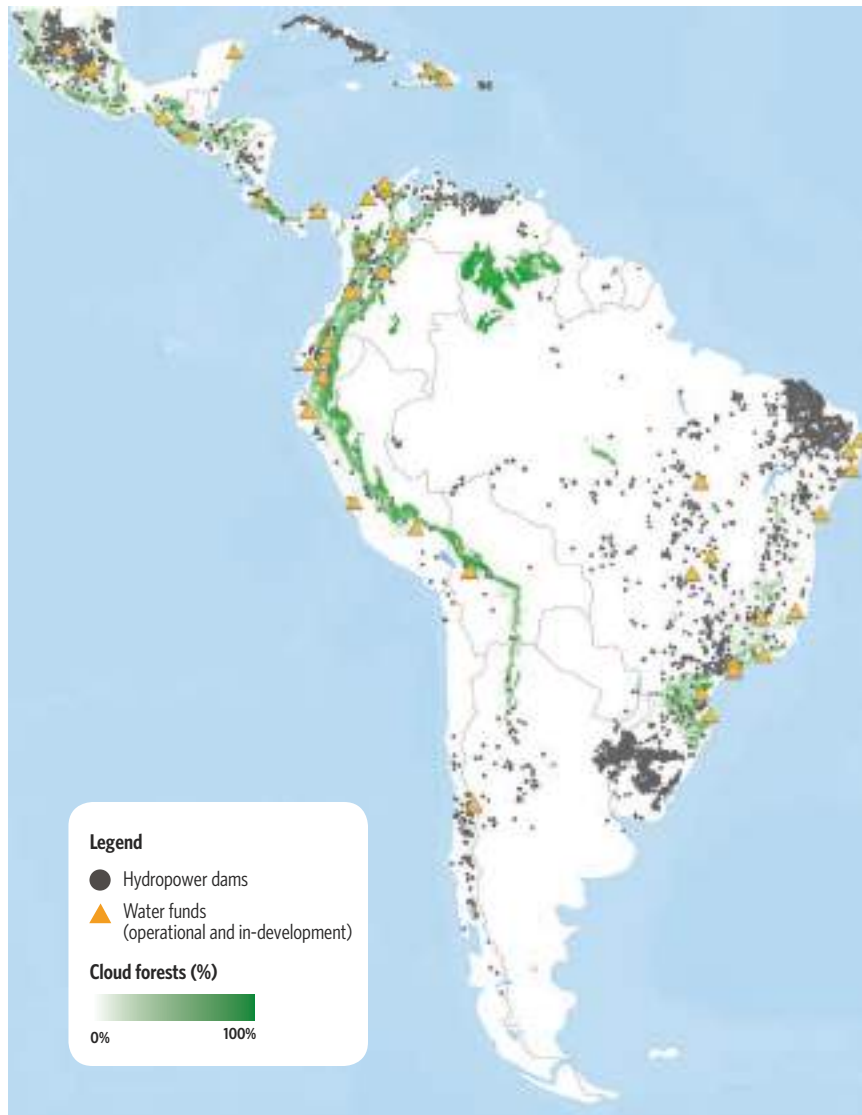 Legend
Hydropower dams
Water funds
(operational and in-development)
Cloud forests (%)
0%
100%